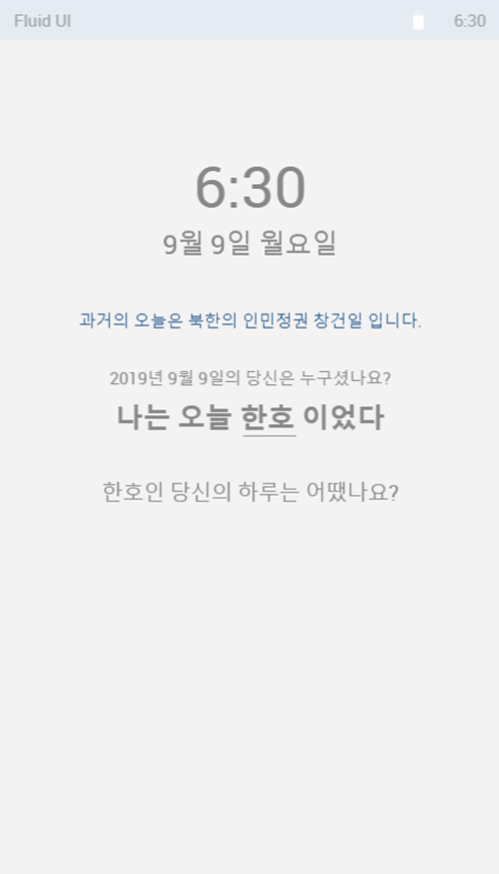 Fluid UI 6:30
6:30
9월 9일 월요일
과거의 오늘은 북한의 인민정권 창건일 입니다.
2019년 9월 9일의 당신은 누구셨나요?
나는 오늘 한호 이었다
한호인 당신의 하루는 어땠나요?